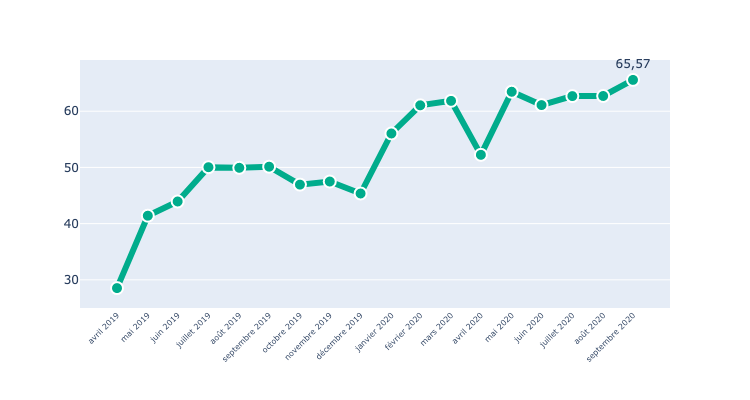 65,57
60
50
40
30
avril 2019
mai 2019
juin 2019
juillet 2019
août 2019
septembre 2019
octobre 2019
novembre 2019
décembre 2019
janvier 2020
février 2020
mars 2020
avril 2020
mai 2020
juin 2020
juillet 2020
août 2020
septembre 2020